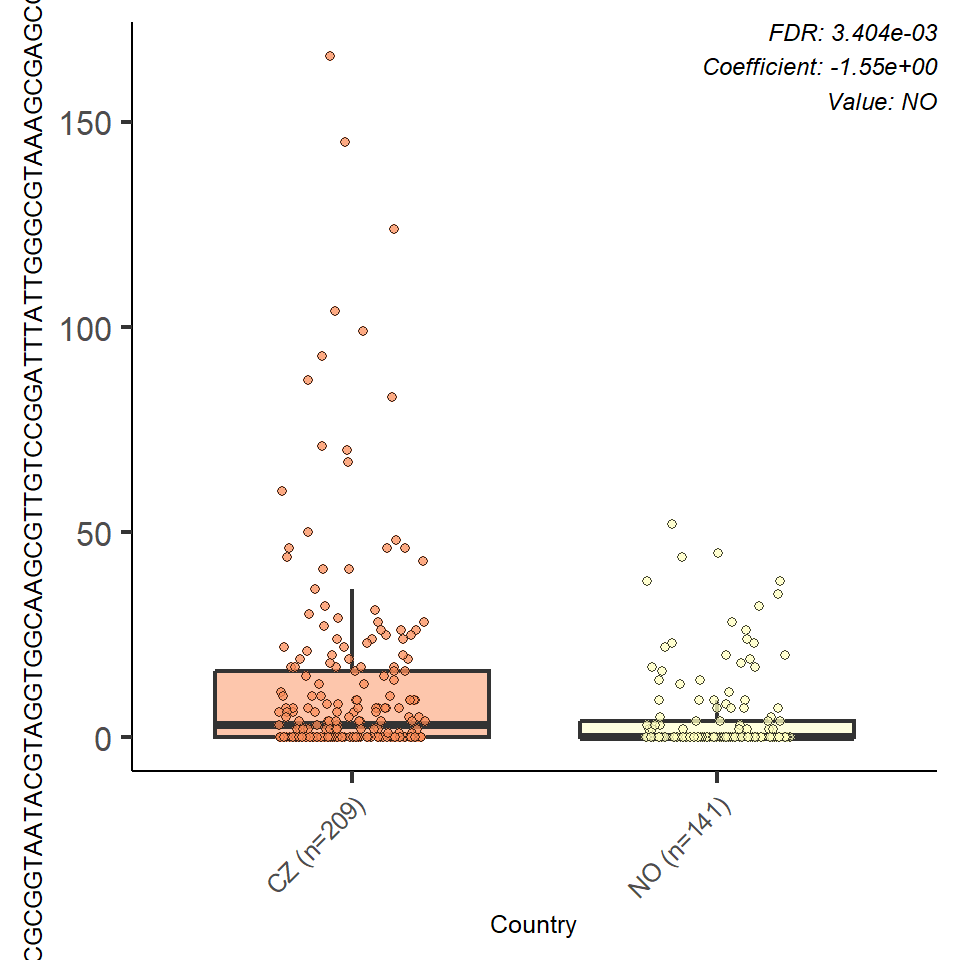 FDR: 3.404e-03
Coefficient: -1.55e+00
Value: NO
CGCGGTAATACGTAGGTGGCAAGCGTTGTCCGGATTTATTGGGCGTAAAGCGAGCG
150
100
50
0
CZ (n=209)
NO (n=141)
Country